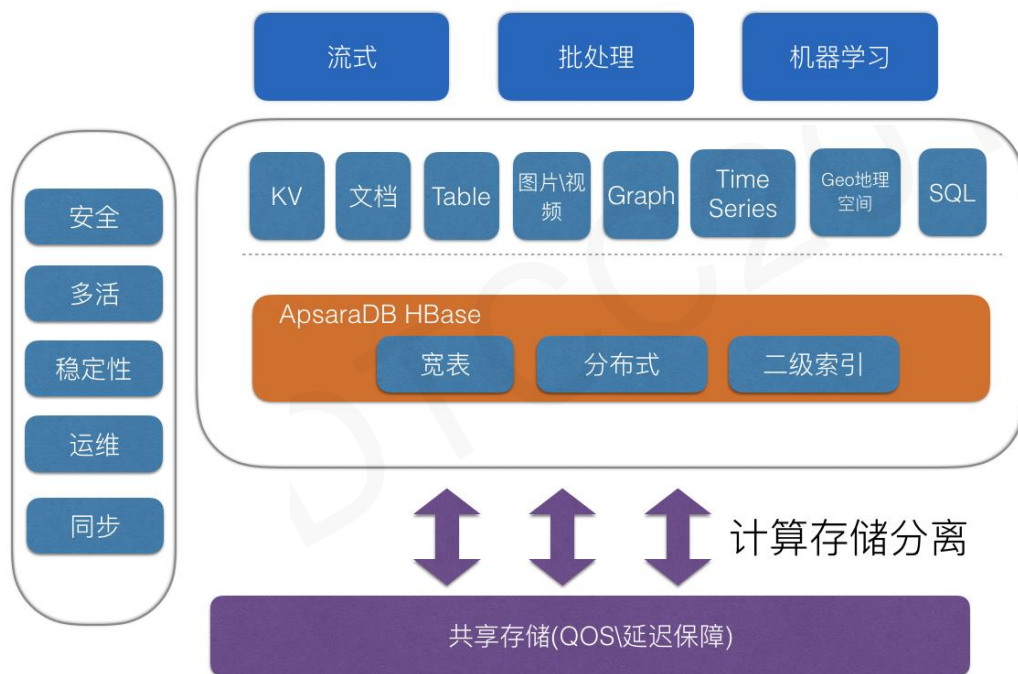 流式
批处理
机器学习
安全
多活
稳定性
运维
同步
KV
文档
Table
图片\视
频
Graph
Time
Series
Geo地理
空间
SQL
ApsaraDB HBase
宽表
分布式
二级索引
计算存储分离
共享存储(QOS\延迟保障)